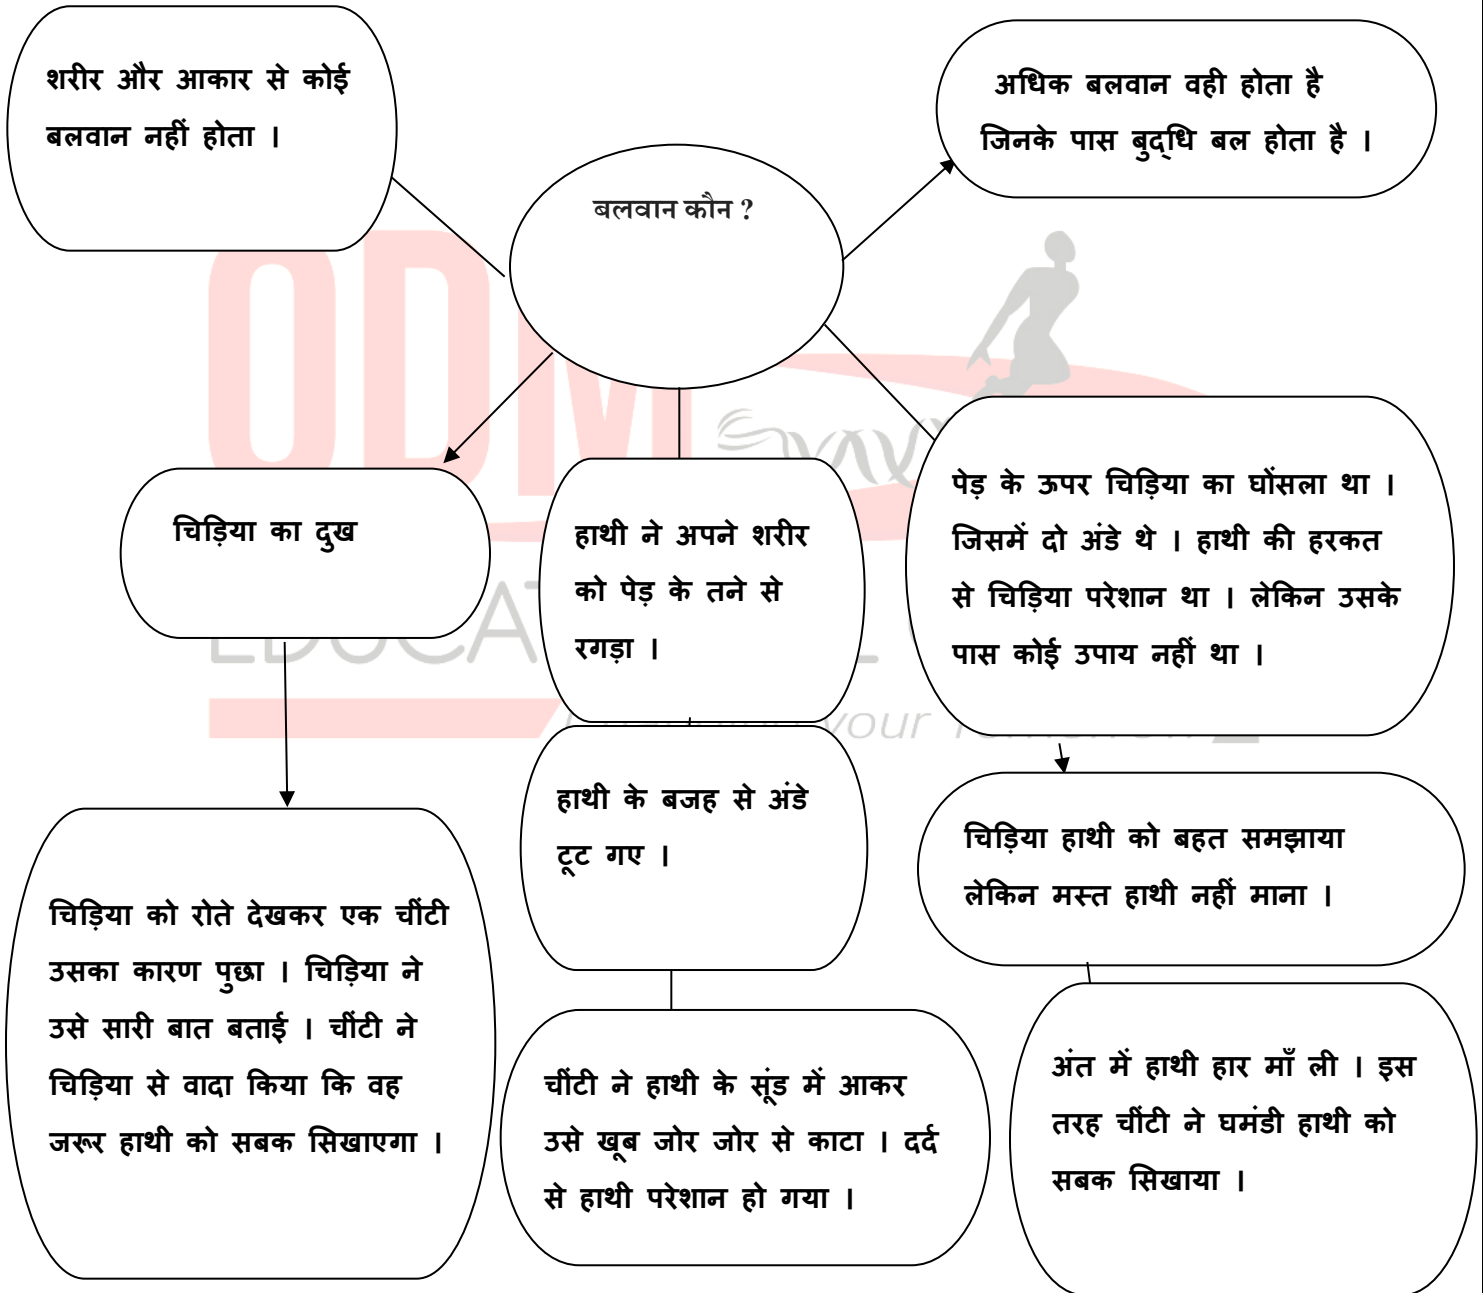 शरीर और आकार से कोई
बलवान नहीं होता ।
अधिक बलवान वही होता है
जिनके पास बुद्धि बल होता है ।
बलवान कौन ?
ODM
चिड़िया का दुख
हाथी ने अपने शरीर
को पेड़ के तने से
रगड़ा ।
पेड़ के ऊपर चिड़िया का घोंसला था ।
जिसमें दो अंडे थे । हाथी की हरकत
से चिड़िया परेशान था । लेकिन उसके
पास कोई उपाय नहीं था ।
your
हाथी के बजह से अंडे
टूट गए ।
चिड़िया हाथी को बहत समझाया
लेकिन मस्त हाथी नहीं माना ।
चिड़िया को रोते देखकर एक चींटी
उसका कारण पुछा । चिड़िया ने
उसे सारी बात बताई । चींटी ने
चिड़िया से वादा किया कि वह
जरूर हाथी को सबक सिखाएगा ।
चींटी ने हाथी के सूंड में आकर
उसे खूब जोर जोर से काटा । दर्द
से हाथी परेशान हो गया ।
अंत में हाथी हार माँ ली । इस
तरह चींटी ने घमंडी हाथी को
सबक सिखाया ।